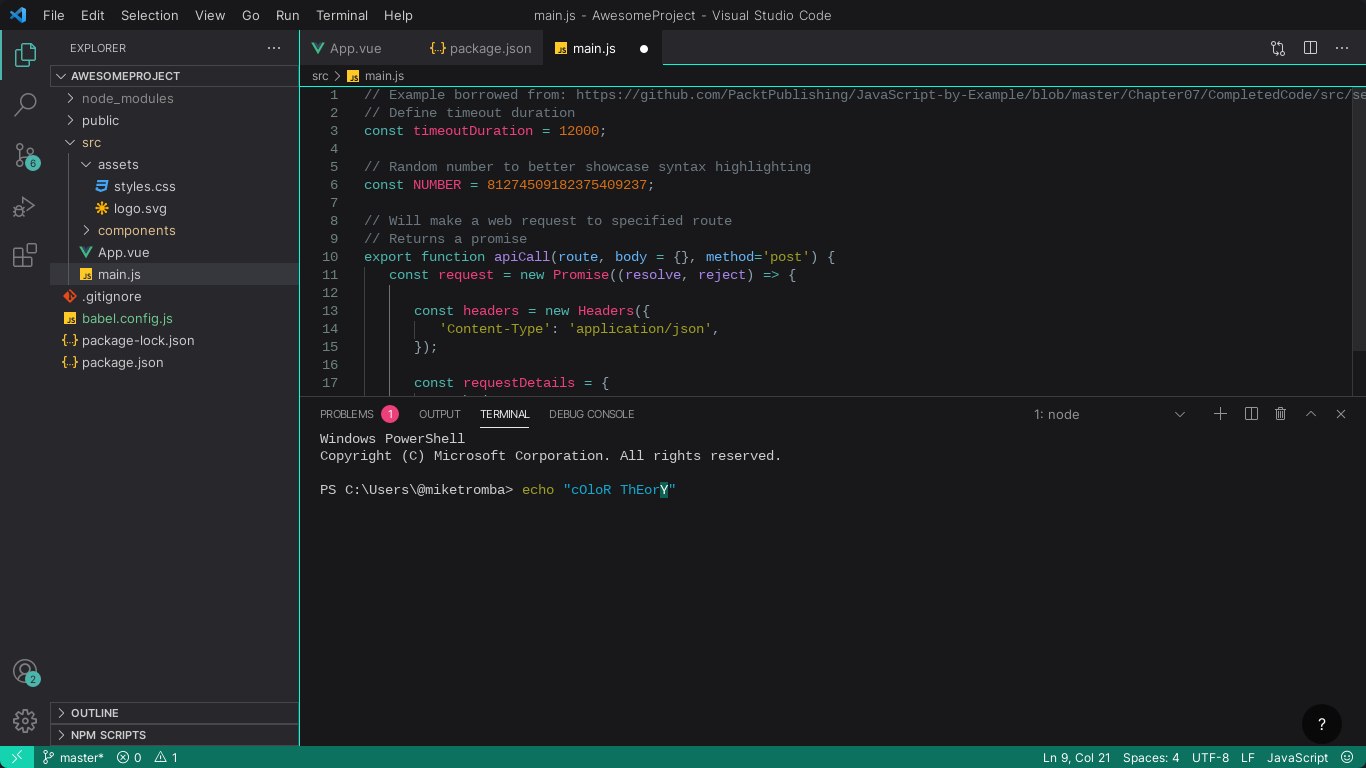 File Edit Selection View Go Run Terminal Help
main.js - AwesomeProject - Visual Studio Code
EXPLORER
AWESOMEPROJECT
node_modules
public
src
assets
styles.css
logo.svg
components
App.vue
main.js
.gitignore
babel.config.js
package-lock.json
package.json
OUTLINE
NPM SCRIPTS
6
2
App.vue
{..} package.json
JS main.js
src > JS main.js
1 // Example borrowed from: https://github.com/PacktPublishing/JavaScript-by-Example/blob/master/Chapter07/CompletedCode/src/se
2 // Define timeout duration
3 const timeoutDuration = 12000;
4
5 // Random number to better showcase syntax highlighting
6 const NUMBER = 81274509182375409237;
7
8 // Will make a web request to specified route
9 // Returns a promise
10 export function apiCall(route, body = {}, method='post') {
11 const request = new Promise((resolve, reject) => {
12
13 const headers = new Headers({
14 'Content-Type': 'application/json',
15 });
16
17 const requestDetails = {
PROBLEMS 1 OUTPUT TERMINAL DEBUG CONSOLE 1: node
Windows PowerShell
Copyright (C) Microsoft Corporation. All rights reserved.
PS C:\Users\@miketromba> echo "cOloR ThEorY"
?
master* 0 1 Ln 9, Col 21 Spaces: 4 UTF-8 LF JavaScript